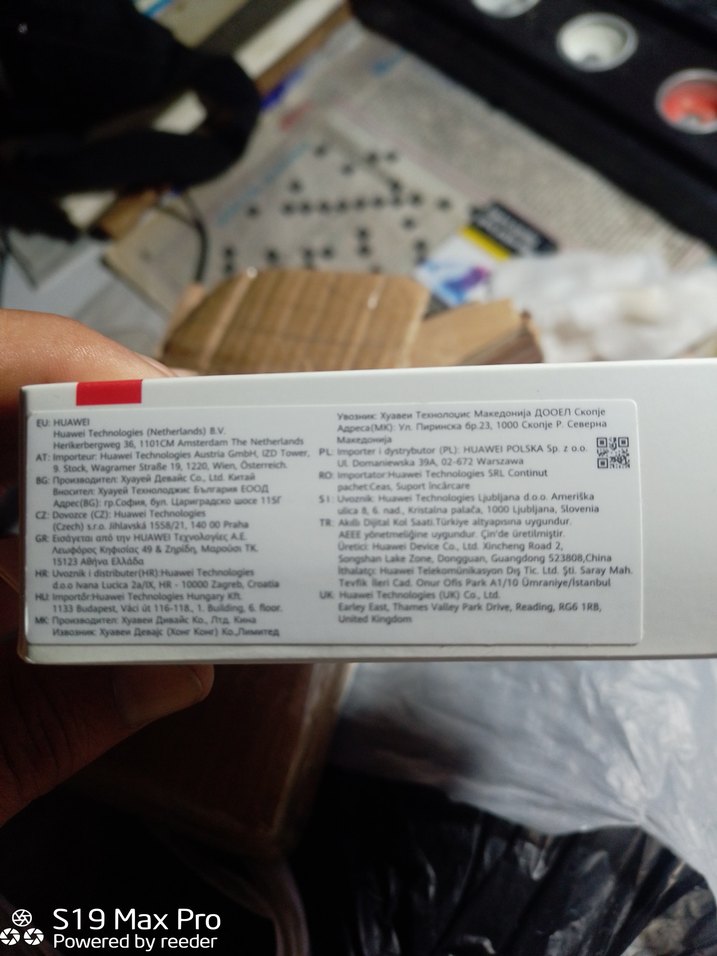 EU: HUAWEI
Huawei Technologies (Netherlands) B.V.
Herikerbergweg 36, 1101CM Amsterdam The Netherlands
AT: Importeur: Huawei Technologies Austria GmbH, IZD Tower,
9. Stock, Wagramer Straße 19, 1220, Wien, Österreich.
BG: Производител: Хуауей Девайс Ко., Ltd. Китай
Вносител: Хуауей Технолоджис България ЕООД
Адрес(BG): гр.София, бул. Цариградско шосе 115Г
CZ: Dovozce (CZ): Huawei Technologies
(Czech) s.r.o. Jihlavská 1558/21, 140 00 Praha
GR: Εισάγεται από την HUAWEI Τεχνολογίες Α.Ε.
Λεωφόρος Κηφισίας 49 & Ζηρίδη, Μαρούσι ΤΚ.
15123 Αθήνα Ελλάδα
HR: Uvoznik i distributer(HR):Huawei Technologies
d.o.o Ivana Lucica 2a/IX, HR - 10000 Zagreb, Croatia
HU: Importőr:Huawei Technologies Hungary Kft.
1133 Budapest, Váci út 116-118., 1. Building, 6. floor.
MK: Производител: Хуавеи Дивайс Ко., Лтд. Кина
Извозник: Хуавеи Девајс (Хонг Конг) Ко.,Лимитед
Увозник: Хуавеи Технолоџис Македонија ДООЕЛ Скопје
Адреса(МК): Ул. Пиринска бр.23, 1000 Скопје Р. Северна
Македонија
PL: Importer i dystrybutor (PL): HUAWEI POLSKA Sp. z o.o.
Ul. Domaniewska 39A, 02-672 Warszawa
RO: Importator:Huawei Technologies SRL Continut
pachet:Ceas, Suport încărcare
SI: Uvoznik: Huawei Technologies Ljubljana d.o.o. Ameriška
ulica 8, 6. nad., Kristalna palača, 1000 Ljubljana, Slovenia
TR: Akıllı Dijital Kol Saati.Türkiye altyapısına uygundur.
AEEE yönetmeliğine uygundur. Çin'de üretilmiştir.
Üretici: Huawei Device Co., Ltd. Xincheng Road 2,
Songshan Lake Zone, Dongguan, Guangdong 523808,China
İthalatçı: Huawei Telekomünikasyon Dış Tic. Ltd. Şti. Saray Mah.
Tevfik İleri Cad. Onur Ofis Park A1/10 Ümraniye/İstanbul
UK: Huawei Technologies (UK) Co., Ltd.
Earley East, Thames Valley Park Drive, Reading, RG6 1RB,
United Kingdom
S19 Max Pro
Powered by reeder